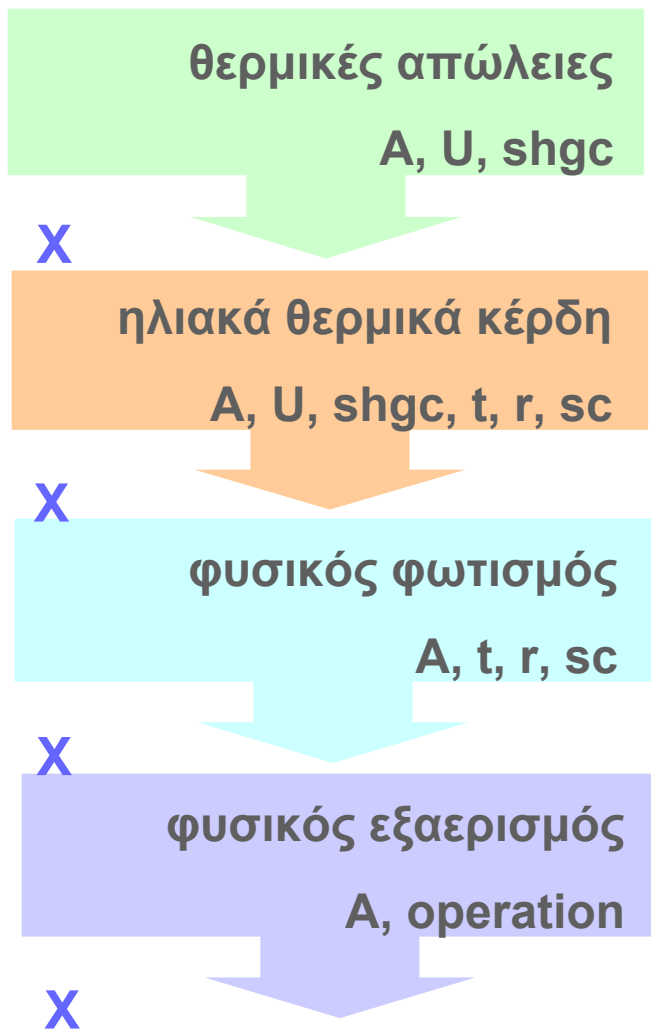 θερμικές απώλειες
A, U, shgc
X
ηλιακά θερμικά κέρδη
A, U, shgc, t, r, sc
X
φυσικός φωτισμός
A, t, r, sc
X
φυσικός εξαερισμός
A, operation
X